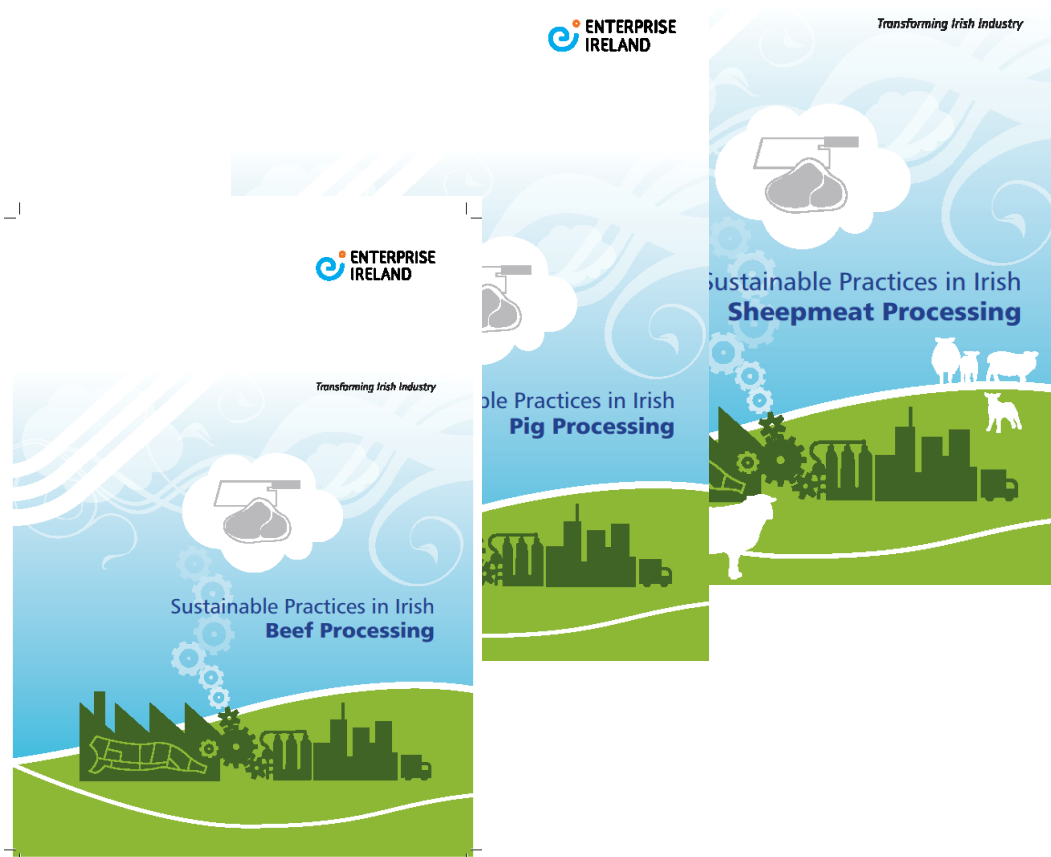 ENTERPRISE
IRELAND
Transforming Irish Industry
Sustainable Practices in Irish
Beef Processing
ENTERPRISE
IRELAND
ble Practices in Irish
Pig Processing
Transforming Irish Industry
Sustainable Practices in Irish
Sheepmeat Processing